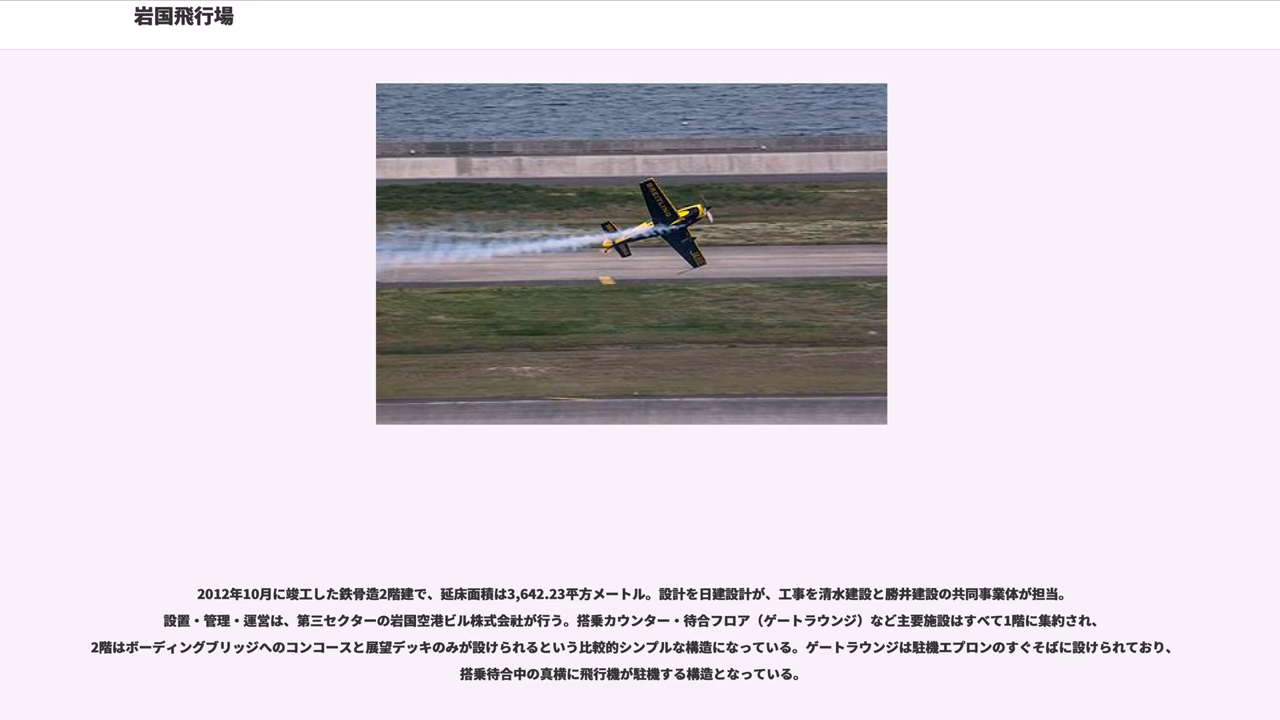 岩国飛行場
BREITLING
2012年10月に竣工した鉄骨造2階建で、延床面積は3,642.23平方メートル。設計を日建設計が、工事を清水建設と勝井建設の共同事業体が担当。
設置・管理・運営は、第三セクターの岩国空港ビル株式会社が行う。搭乗カウンター・待合フロア（ゲートラウンジ）など主要施設はすべて1階に集約され、
2階はボーディングブリッジへのコンコースと展望デッキのみが設けられるという比較的シンプルな構造になっている。ゲートラウンジは駐機エプロンのすぐそばに設けられており、
搭乗待合中の真横に飛行機が駐機する構造となっている。